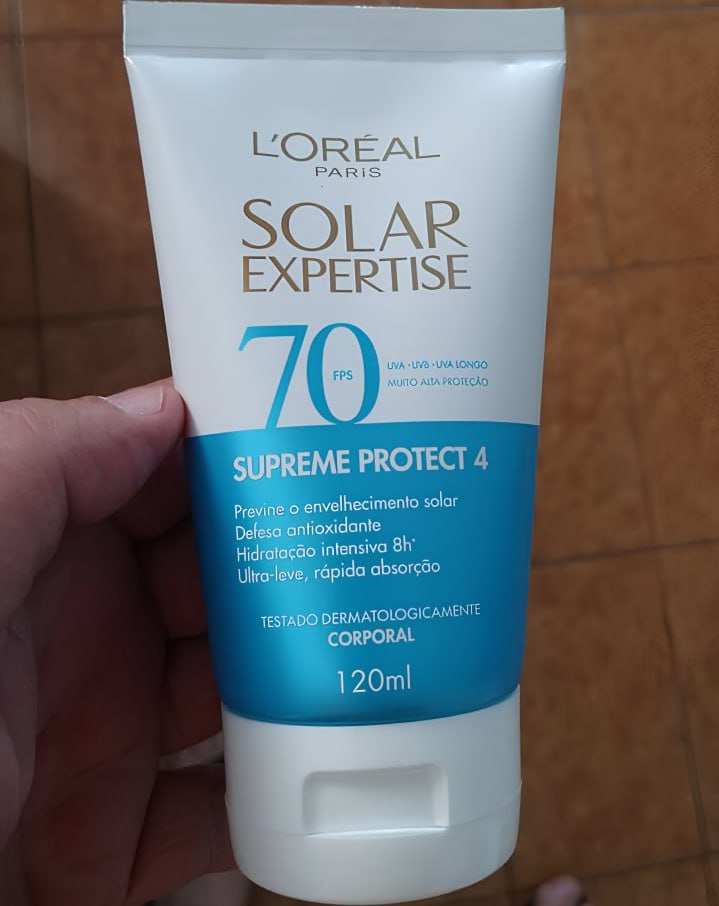 L'ORÉAL
PARIS
SOLAR
EXPERTISE
70 FPS
UVA • UVB • UVA LONGO
MUITO ALTA PROTEÇÃO
SUPREME PROTECT 4
Previne o envelhecimento solar
Defesa antioxidante
Hidratação intensiva 8h*
Ultra-leve, rápida absorção
TESTADO DERMATOLOGICAMENTE
CORPORAL
120ml